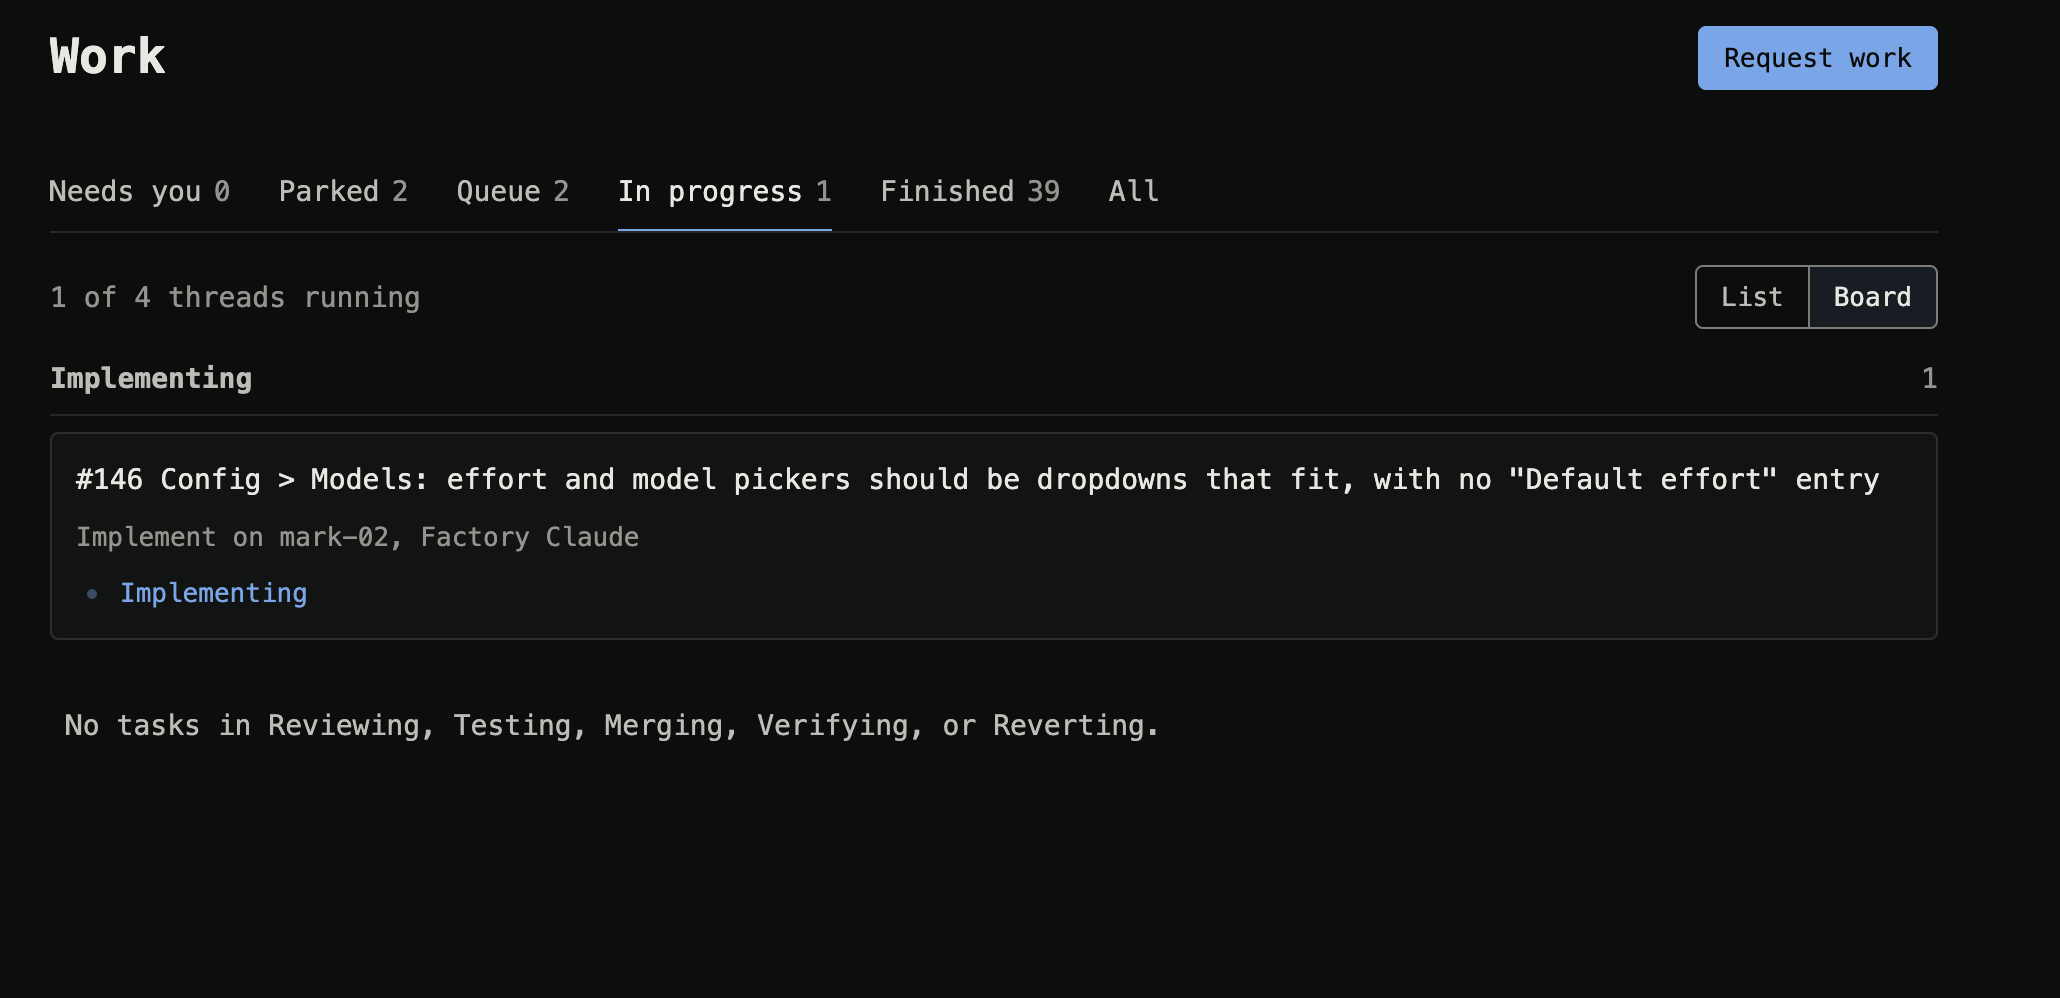 Work
Request work
Needs you 0 Parked 2 Queue 2 In progress 1 Finished 39 All
1 of 4 threads running
List Board
Implementing 1
#146 Config > Models: effort and model pickers should be dropdowns that fit, with no "Default effort" entry
Implement on mark-02, Factory Claude
Implementing
No tasks in Reviewing, Testing, Merging, Verifying, or Reverting.